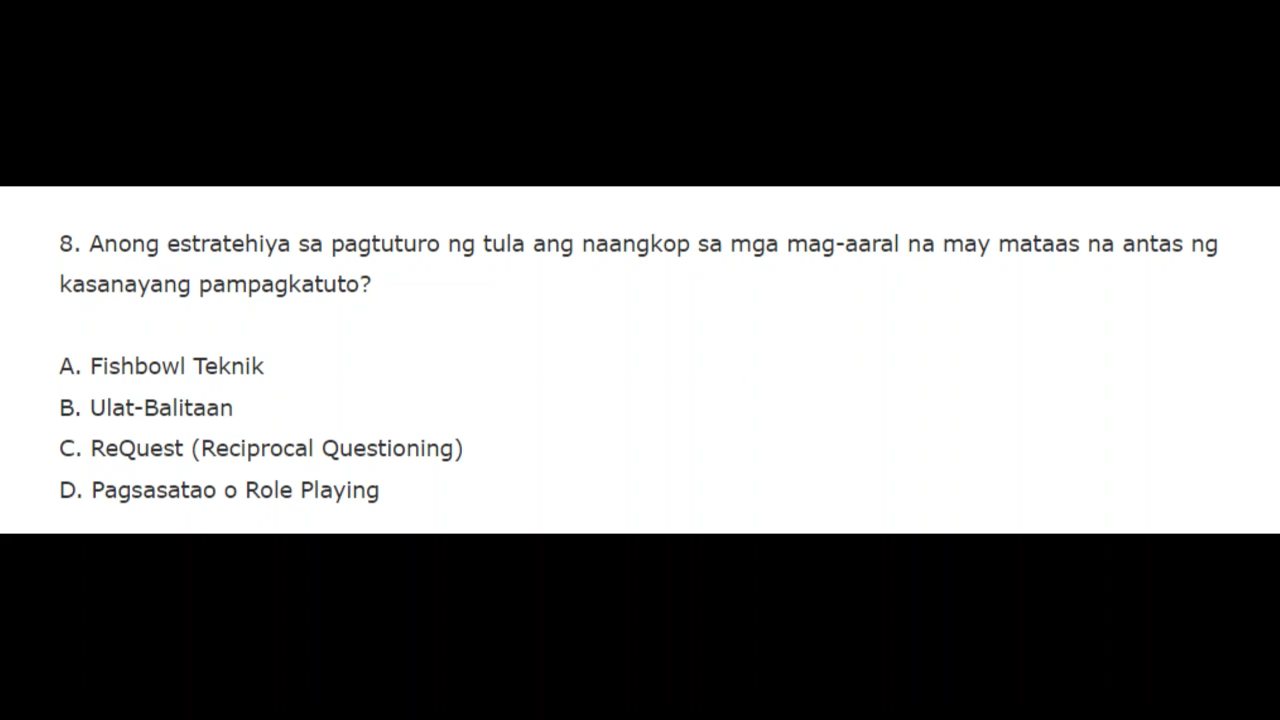 8. Anong estratehiya sa pagtuturo ng tula ang naangkop sa mga mag-aaral na may mataas na antas ng
kasanayang pampagkatuto?
A. Fishbowl Teknik
B. Ulat-Balitaan
C. ReQuest (Reciprocal Questioning)
D. Pagsasatao o Role Playing